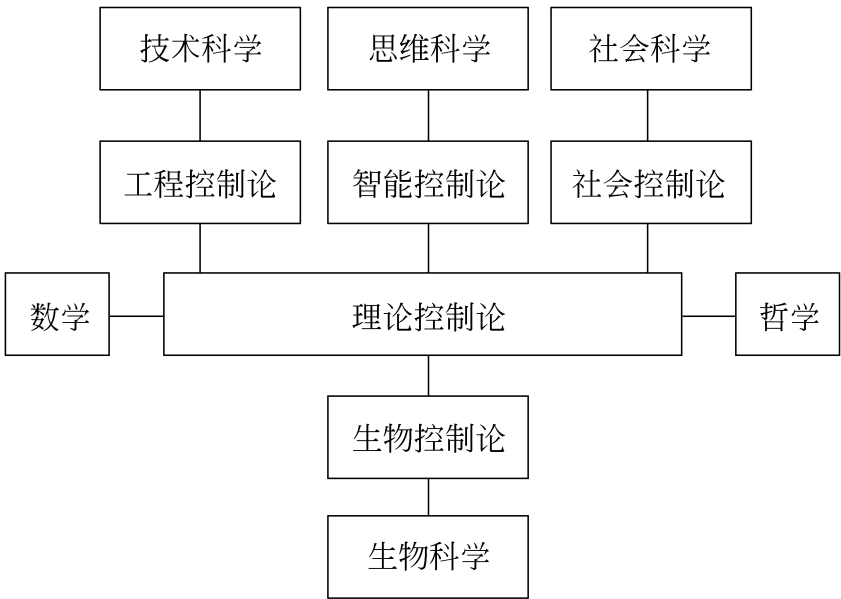 技术科学
思维科学
社会科学
工程控制论
智能控制论
社会控制论
数学
理论控制论
哲学
生物控制论
生物科学